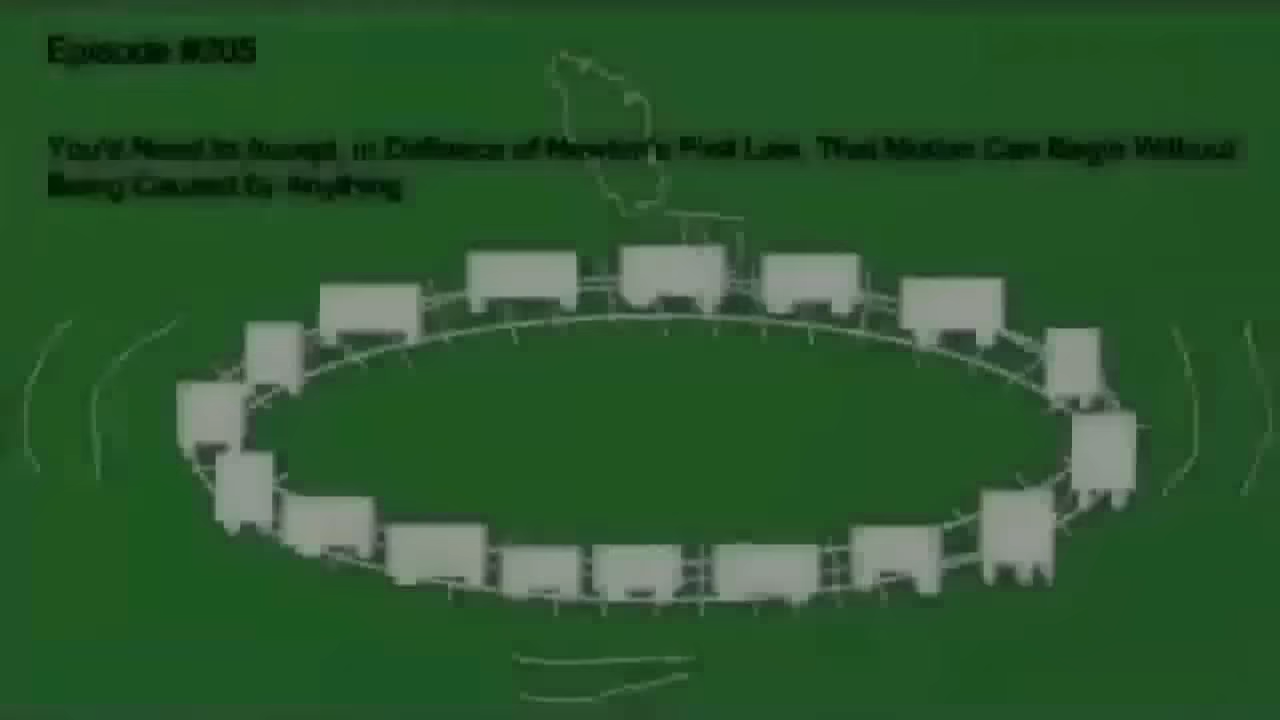 Episode #205
You'd Need to Accept, in Defiance of Newton's First Law, That Motion Can Begin Without
Being Caused by Anything